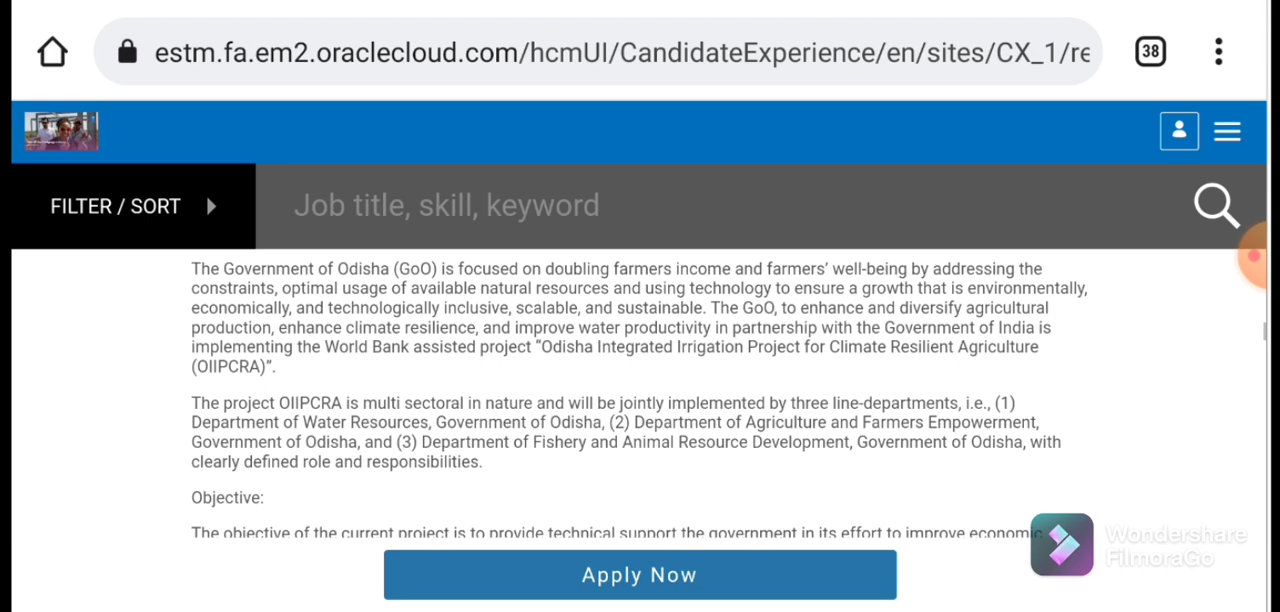 estm.fa.em2.oraclecloud.com/hcmUI/CandidateExperience/en/sites/CX_1/re
38
FILTER / SORT
Job title, skill, keyword
The Government of Odisha (GoO) is focused on doubling farmers income and farmers’ well-being by addressing the
constraints, optimal usage of available natural resources and using technology to ensure a growth that is environmentally,
economically, and technologically inclusive, scalable, and sustainable. The GoO, to enhance and diversify agricultural
production, enhance climate resilience, and improve water productivity in partnership with the Government of India is
implementing the World Bank assisted project “Odisha Integrated Irrigation Project for Climate Resilient Agriculture
(OIIPCRA)”.
The project OIIPCRA is multi sectoral in nature and will be jointly implemented by three line-departments, i.e., (1)
Department of Water Resources, Government of Odisha, (2) Department of Agriculture and Farmers Empowerment,
Government of Odisha, and (3) Department of Fishery and Animal Resource Development, Government of Odisha, with
clearly defined role and responsibilities.
Objective:
The objective of the current project is to provide technical support the government in its effort to improve economic
Apply Now
Wondershare
FilmoraGo